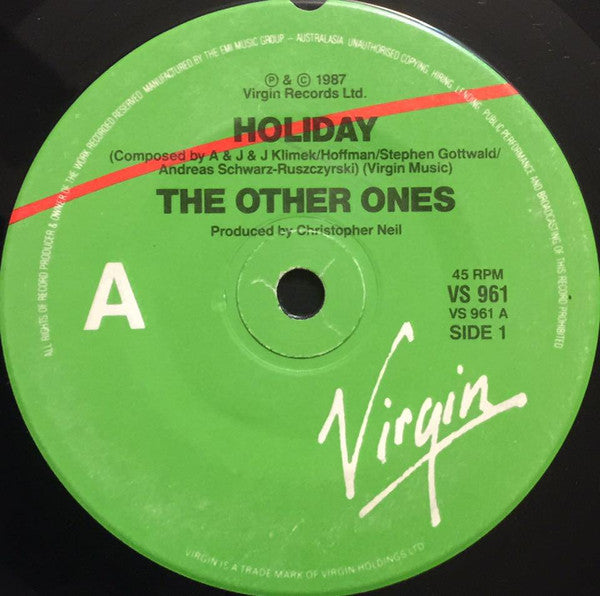 ALL RIGHTS OF RECORD PRODUCER & OWNER OF THE WORK RECORDED RESERVED MANUFACTURED BY THE EMI MUSIC GROUP – AUSTRALASIA UNAUTHORISED COPYING, HIRING, LENDING, PUBLIC PERFORMANCE AND BROADCASTING OF THIS RECORD PROHIBITED
℗ & © 1987
Virgin Records Ltd.
HOLIDAY
(Composed by A & J & J Klimek/Hoffman/Stephen Gottwald/
Andreas Schwarz-Ruszczyrski) (Virgin Music)
THE OTHER ONES
Produced by Christopher Neil
A
45 RPM
VS 961
VS 961 A
SIDE 1
Virgin
VIRGIN IS A TRADE MARK OF VIRGIN HOLDINGS LTD